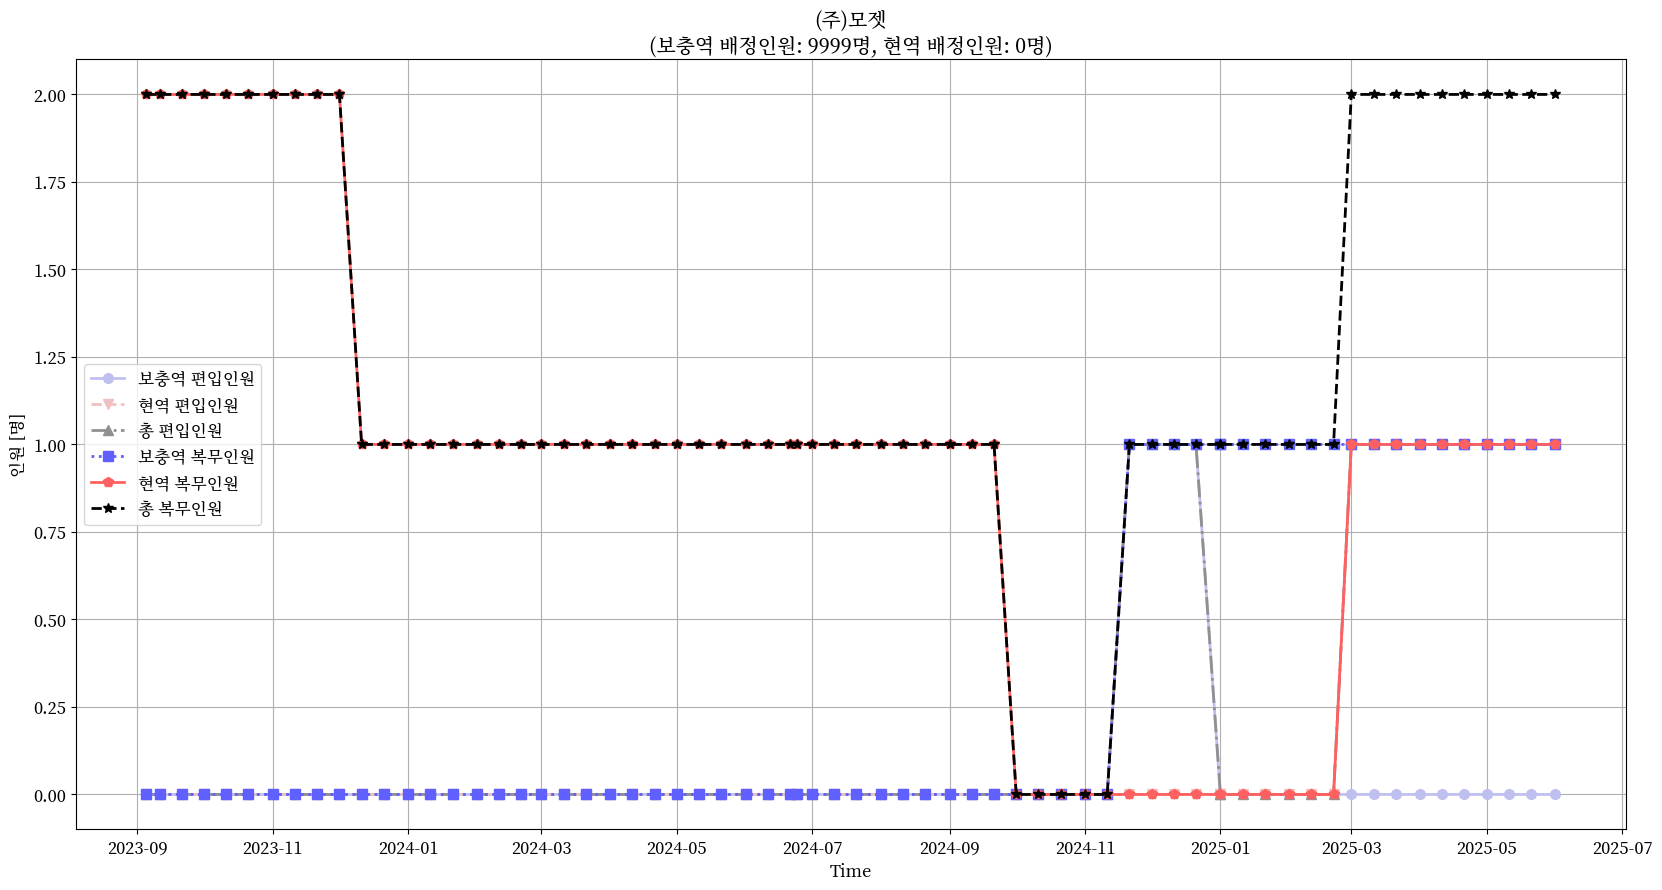 (주)모젯
(보충역 배정인원: 9999명, 현역 배정인원: 0명)
인원 [명]
2.00
1.75
1.50
1.25
1.00
0.75
0.50
0.25
0.00
보충역 편입인원
현역 편입인원
총 편입인원
보충역 복무인원
현역 복무인원
총 복무인원
2023-09
2023-11
2024-01
2024-03
2024-05
2024-07
2024-09
2024-11
2025-01
2025-03
2025-05
2025-07
Time